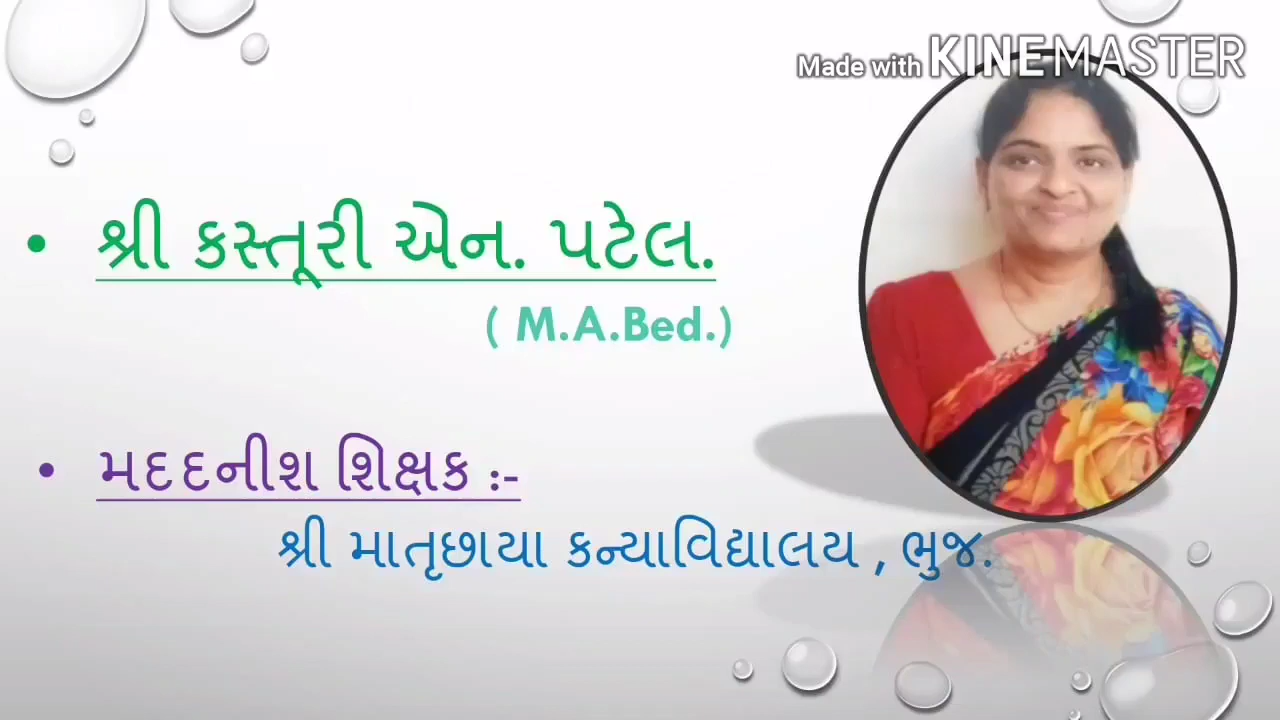 Made with KINEMASTER
• શ્રી કસ્તૂરી એન. પટેલ.
( M.A.Bed.)
• મદદનીશ શિક્ષક :-
શ્રી માતૃછાયા કન્યાવિદ્યાલય , ભુજ.